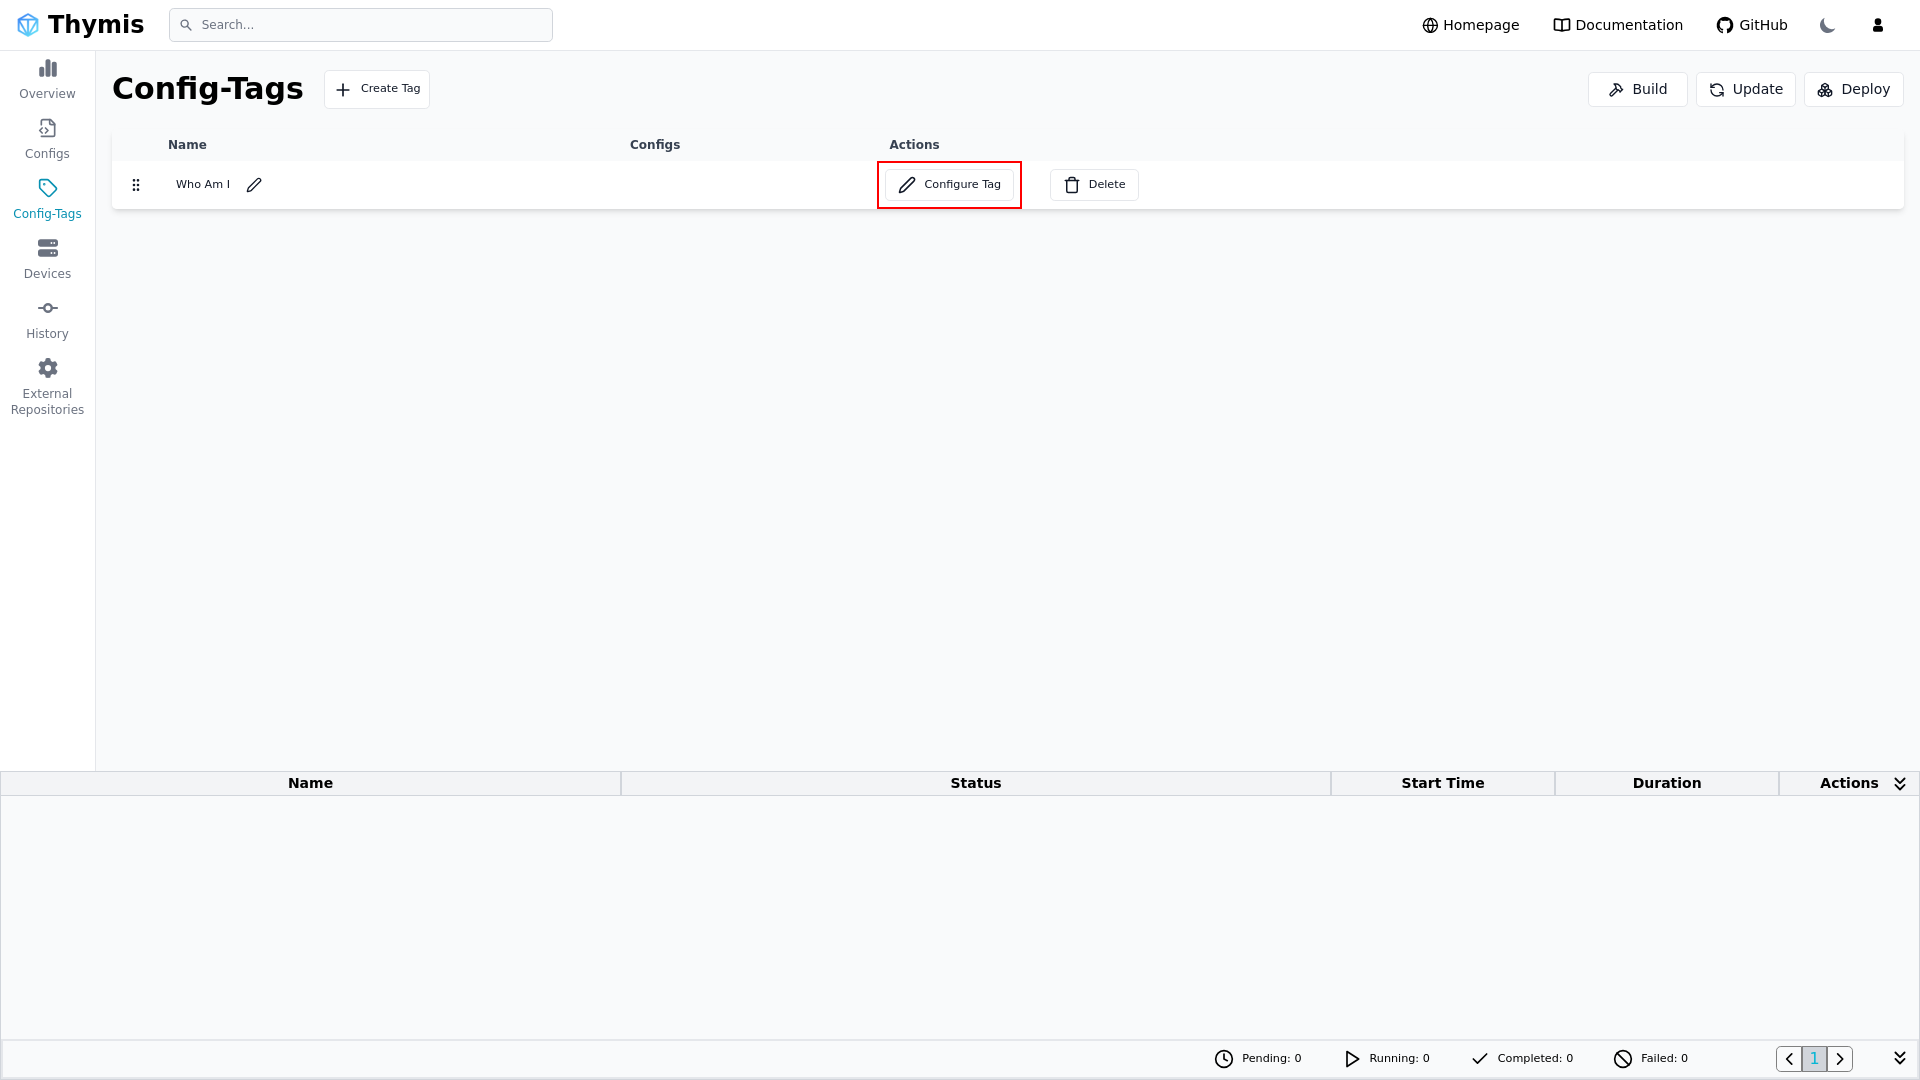 Thymis
Search...
Homepage
Documentation
GitHub
Overview
Configs
Config-Tags
Devices
History
External
Repositories
Config-Tags
Create Tag
Build
Update
Deploy
Name Configs Actions
Who Am I Configure Tag Delete
Name Status Start Time Duration Actions
Pending: 0 Running: 0 Completed: 0 Failed: 0 1